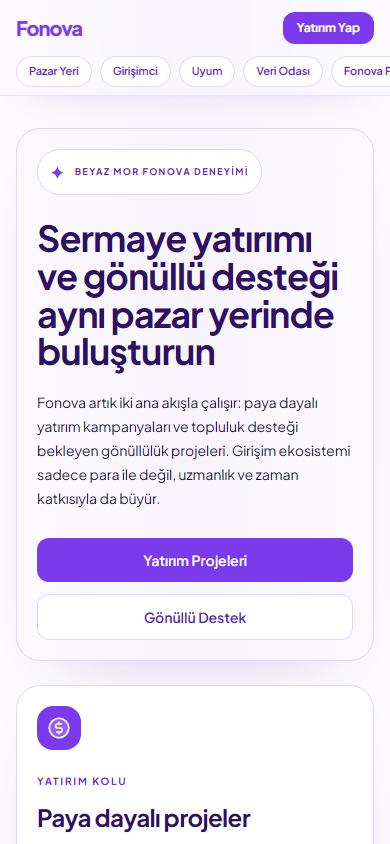 Fonova
Yatırım Yap
Pazar Yeri
Girişimci
Uyum
Veri Odası
Fonova
BEYAZ MOR FONOVA DENEYİMİ
Sermaye yatırımı
ve gönüllü desteği
aynı pazar yerinde
buluşturun
Fonova artık iki ana akışla çalışır: paya dayalı
yatırım kampanyaları ve topluluk desteği
bekleyen gönüllülük projeleri. Girişim ekosistemi
sadece para ile değil, uzmanlık ve zaman
katkısıyla da büyür.
Yatırım Projeleri
Gönüllü Destek
YATIRIM KOLU
Paya dayalı projeler